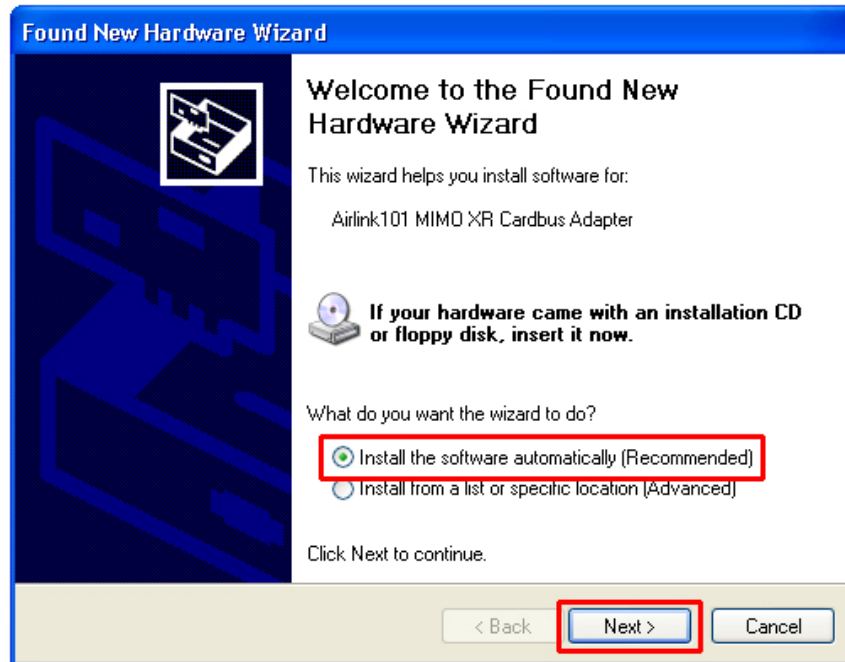 Found New Hardware Wizard
Welcome to the Found New
Hardware Wizard
This wizard helps you install software for:
Airlink101 MIMO XR Cardbus Adapter
If your hardware came with an installation CD
or floppy disk, insert it now.
What do you want the wizard to do?
Install the software automatically (Recommended)
Install from a list or specific location (Advanced)
Click Next to continue.
< Back Next > Cancel